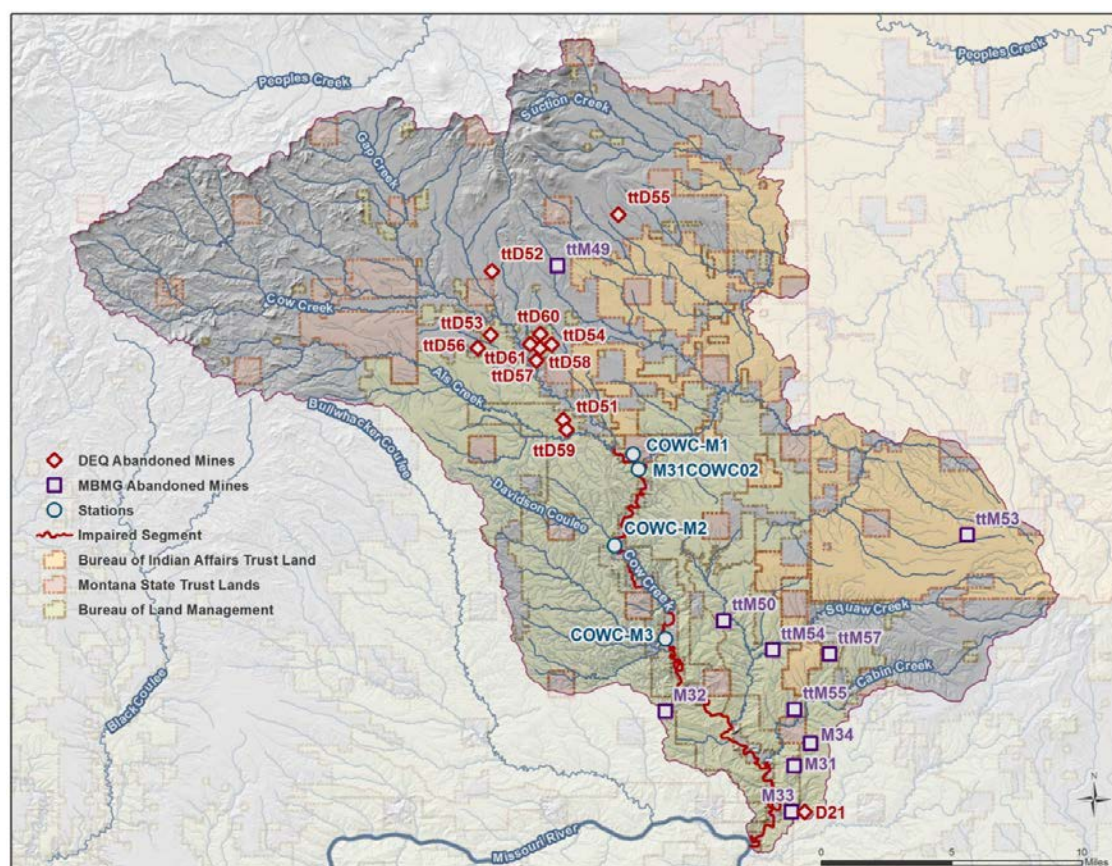 Peoples Creek
Peoples Creek
Suction Creek
Gap Creek
ttD55
ttM49
ttD52
Cow Creek
ttD60
ttD53
ttD54
ttD56
ttD61
ttD58
ttD57
Als Creek
Bullwhacker Coulee
ttD51
ttD59
COWC-M1
M31COWC02
DEQ Abandoned Mines
MBMG Abandoned Mines
Stations
Impaired Segment
Bureau of Indian Affairs Trust Land
Montana State Trust Lands
Bureau of Land Management
Davidson Coulee
COWC-M2
ttM53
Cow Creek
ttM50
Squaw Creek
COWC-M3
ttM54
ttM57
Cabin Creek
Black Coulee
M32
ttM55
M34
M31
M33
D21
N
Missouri River
0
5
10
Miles